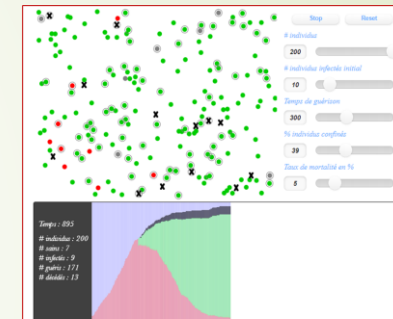 Stop Reset
# individus
200
# individus infectés initial
10
Temps de guérison
300
% individus confinés
39
Taux de mortalité en %
5
Temps : 895
# individus : 200
# sains : 7
# infectés : 9
# guéris : 171
# décédés : 13